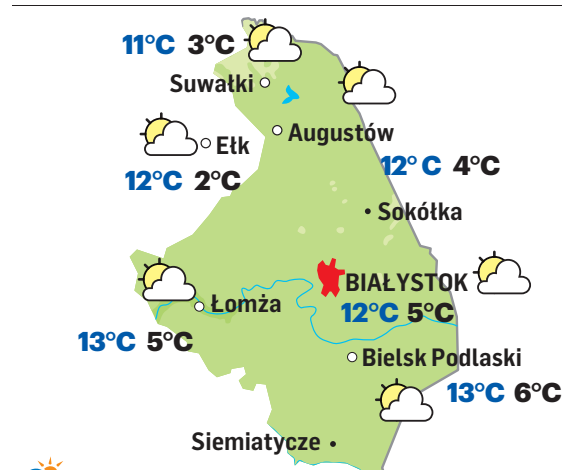 11°C 3°C
Suwałki
Augustów
Ełk
12°C 2°C
12°C 4°C
Sokółka
BIAŁYSTOK
12°C 5°C
Łomża
13°C 5°C
Bielsk Podlaski
13°C 6°C
Siemiatycze